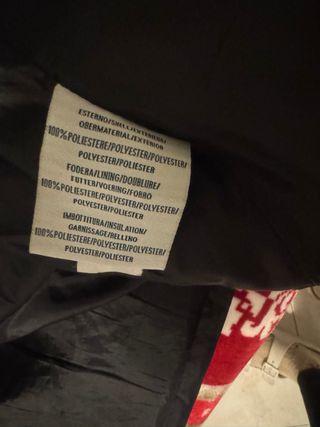 ESTERNO/SHELL/EXTERIEUR/
OBERMATERIAL/EXTERIOR
100%POLIESTERE/POLYESTER/POLYESTER/
POLYESTER/POLIESTER
FODERA/LINING/DOUBLURE/
FUTTER/VOERING/FORRO
100%POLIESTERE/POLYESTER/POLYESTER/
POLYESTER/POLIESTER
IMBOTTITURA/INSULATION/
GARNISSAGE/RELLINO
100%POLIESTERE/POLYESTER/POLYESTER/
POLYESTER/POLIESTER